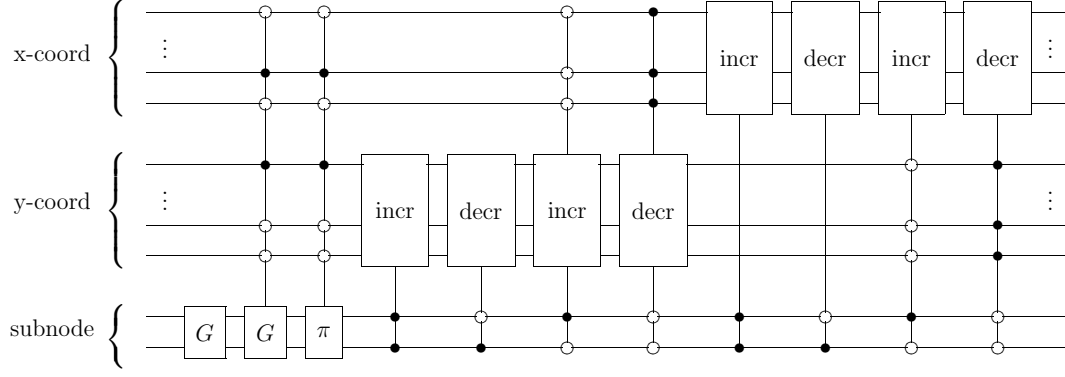 x-coord
⋮ incr decr incr decr ⋮
y-coord
⋮ incr decr incr decr ⋮
subnode
G G π